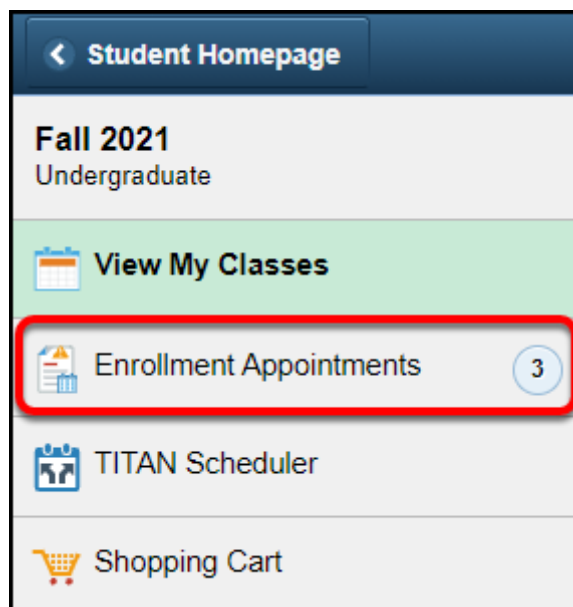 Student Homepage
Fall 2021
Undergraduate
View My Classes
Enrollment Appointments 3
TITAN Scheduler
Shopping Cart